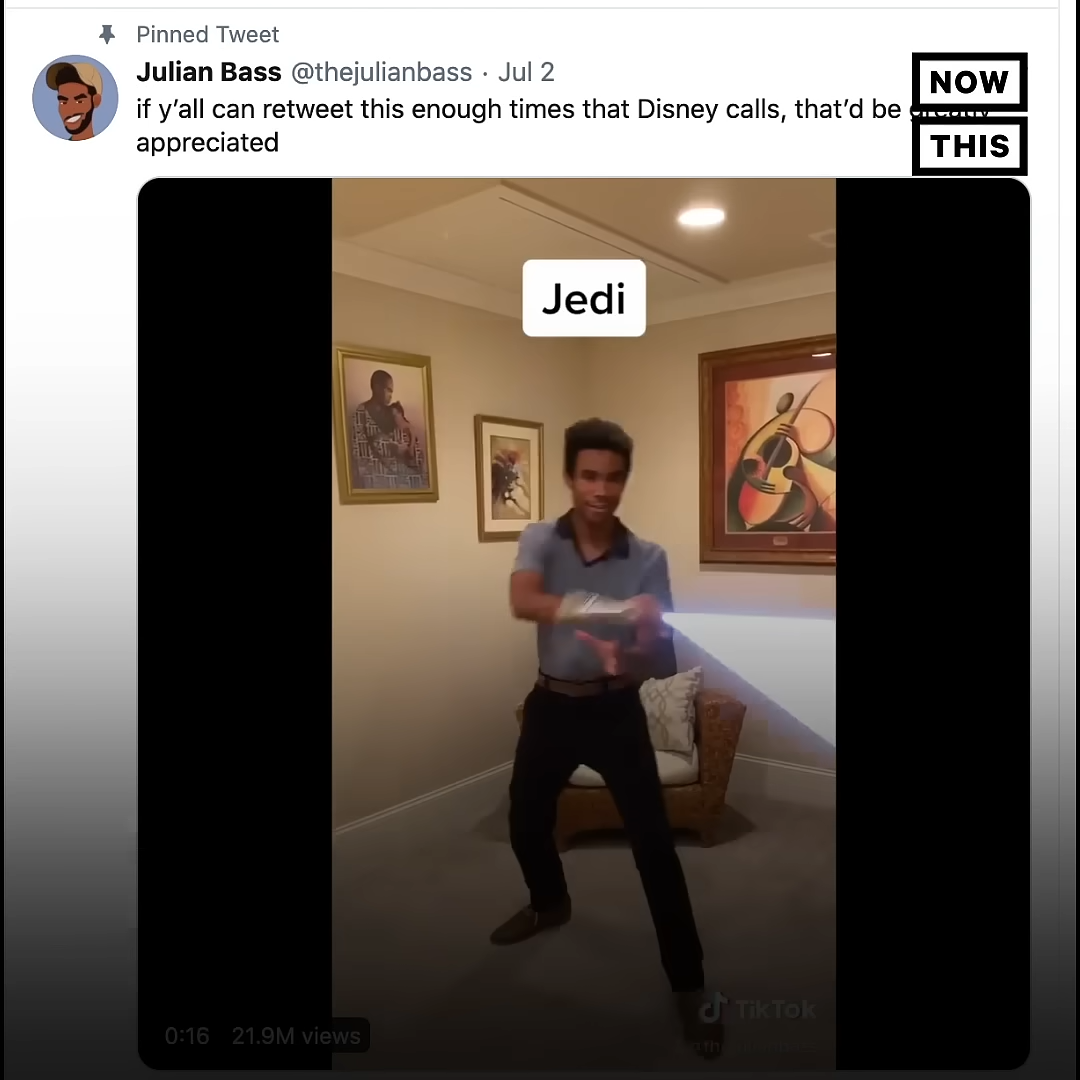 Pinned Tweet
Julian Bass @thejulianbass · Jul 2
if y’all can retweet this enough times that Disney calls, that’d be greatly
appreciated
NOW
THIS
Jedi
TikTok
0:16 21.9M views